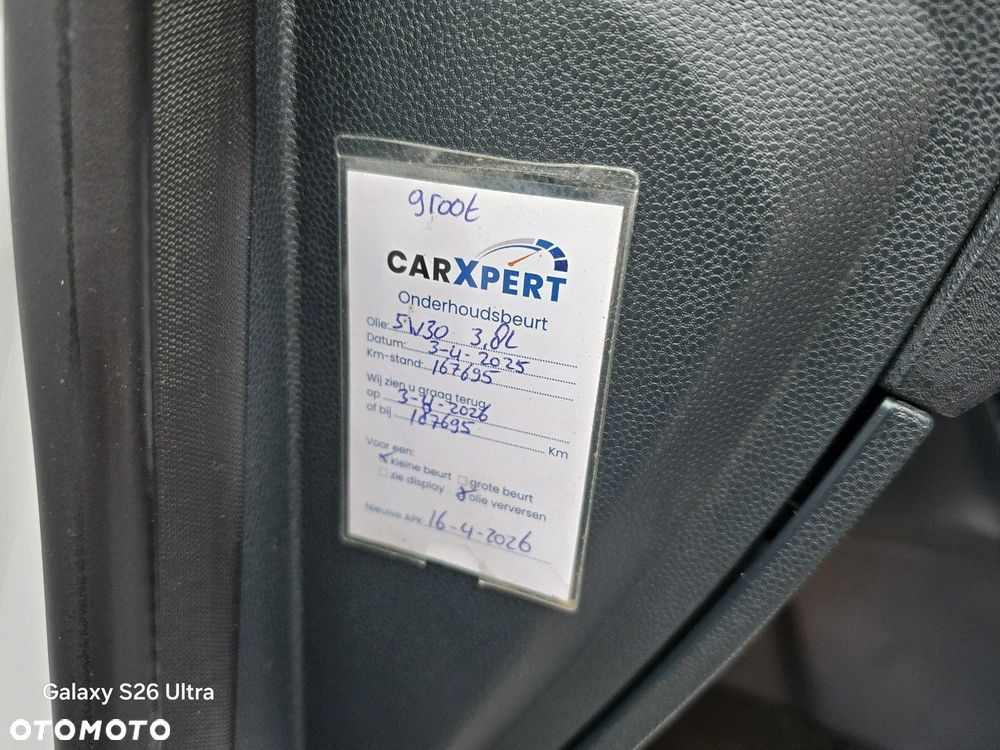 groot
CARXPERT
Onderhoudsbeurt
Olie: 5W30 3,8L
Datum: 3-4-2025
Km-stand: 167695
Wij zien u graag terug
op 3-4-2026
of bij 187695 Km
Voor een:
kleine beurt grote beurt
zie display olie verversen
Nieuwe APK: 16-4-2026
Galaxy S26 Ultra
OTOMOTO